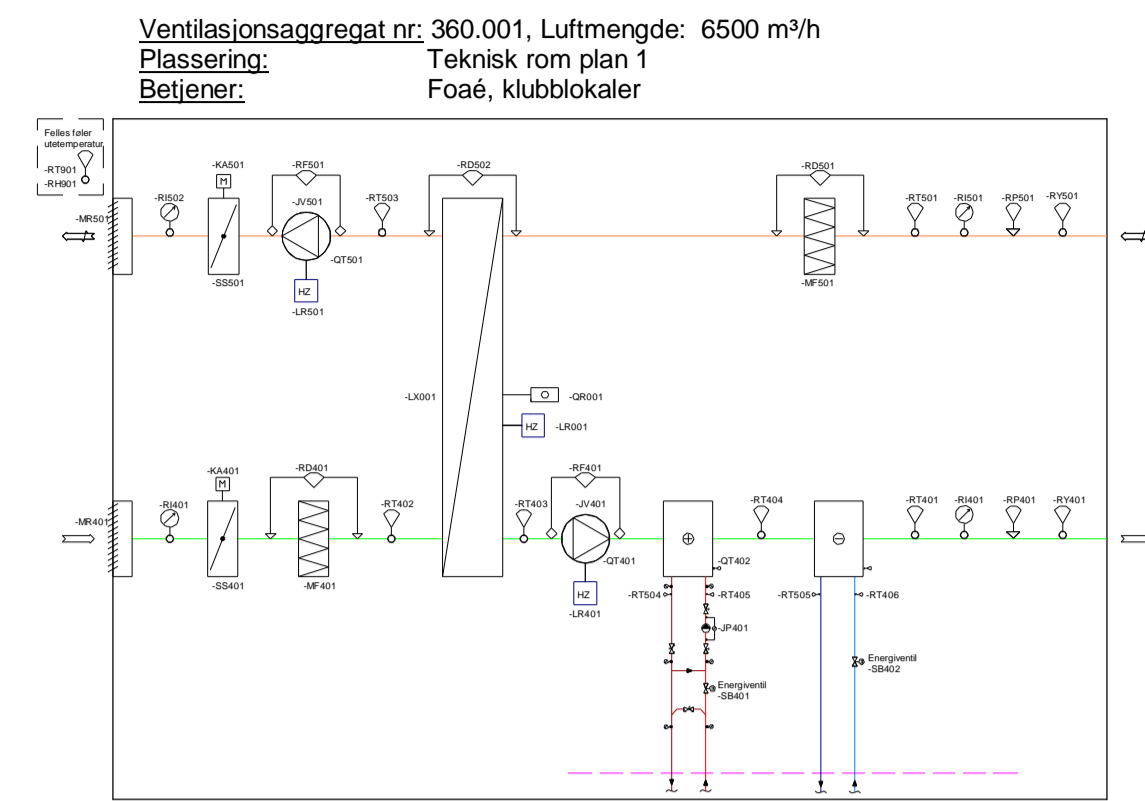 Ventilasjonsaggregat nr: 360.001, Luftmengde: 6500 m³/h
Plassering: Teknisk rom plan 1
Betjener: Foaé, klubblokaler
Felles føler
utetemperatur
-RT901
-RH901
-KA501
M
-RF501
-RD502
-RD501
-RI502
-JV501
-RT503
-RT501
-RI501
-RP501
-RY501
-MR501
-QT501
-SS501
HZ
-LR501
-MF501
-LX001
-QR001
HZ
-LR001
-KA401
M
-RD401
-RF401
-RI401
-RT402
-RT403
-JV401
-RT404
-RT401
-RI401
-RP401
-RY401
-MR401
-QT401
-QT402
-SS401
-MF401
HZ
-LR401
-RT504
-RT405
-RT505
-RT406
-JP401
Energiventil
-SB402
Energiventil
-SB401